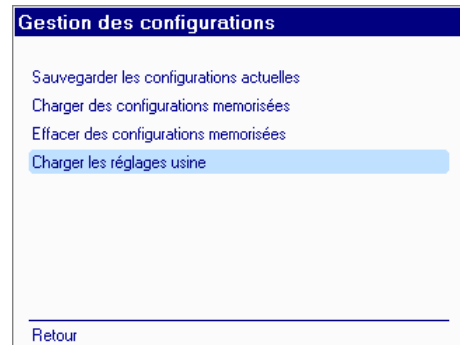 Gestion des configurations
Sauvegarder les configurations actuelles
Charger des configurations memorisées
Effacer des configurations memorisées
Charger les réglages usine
Retour